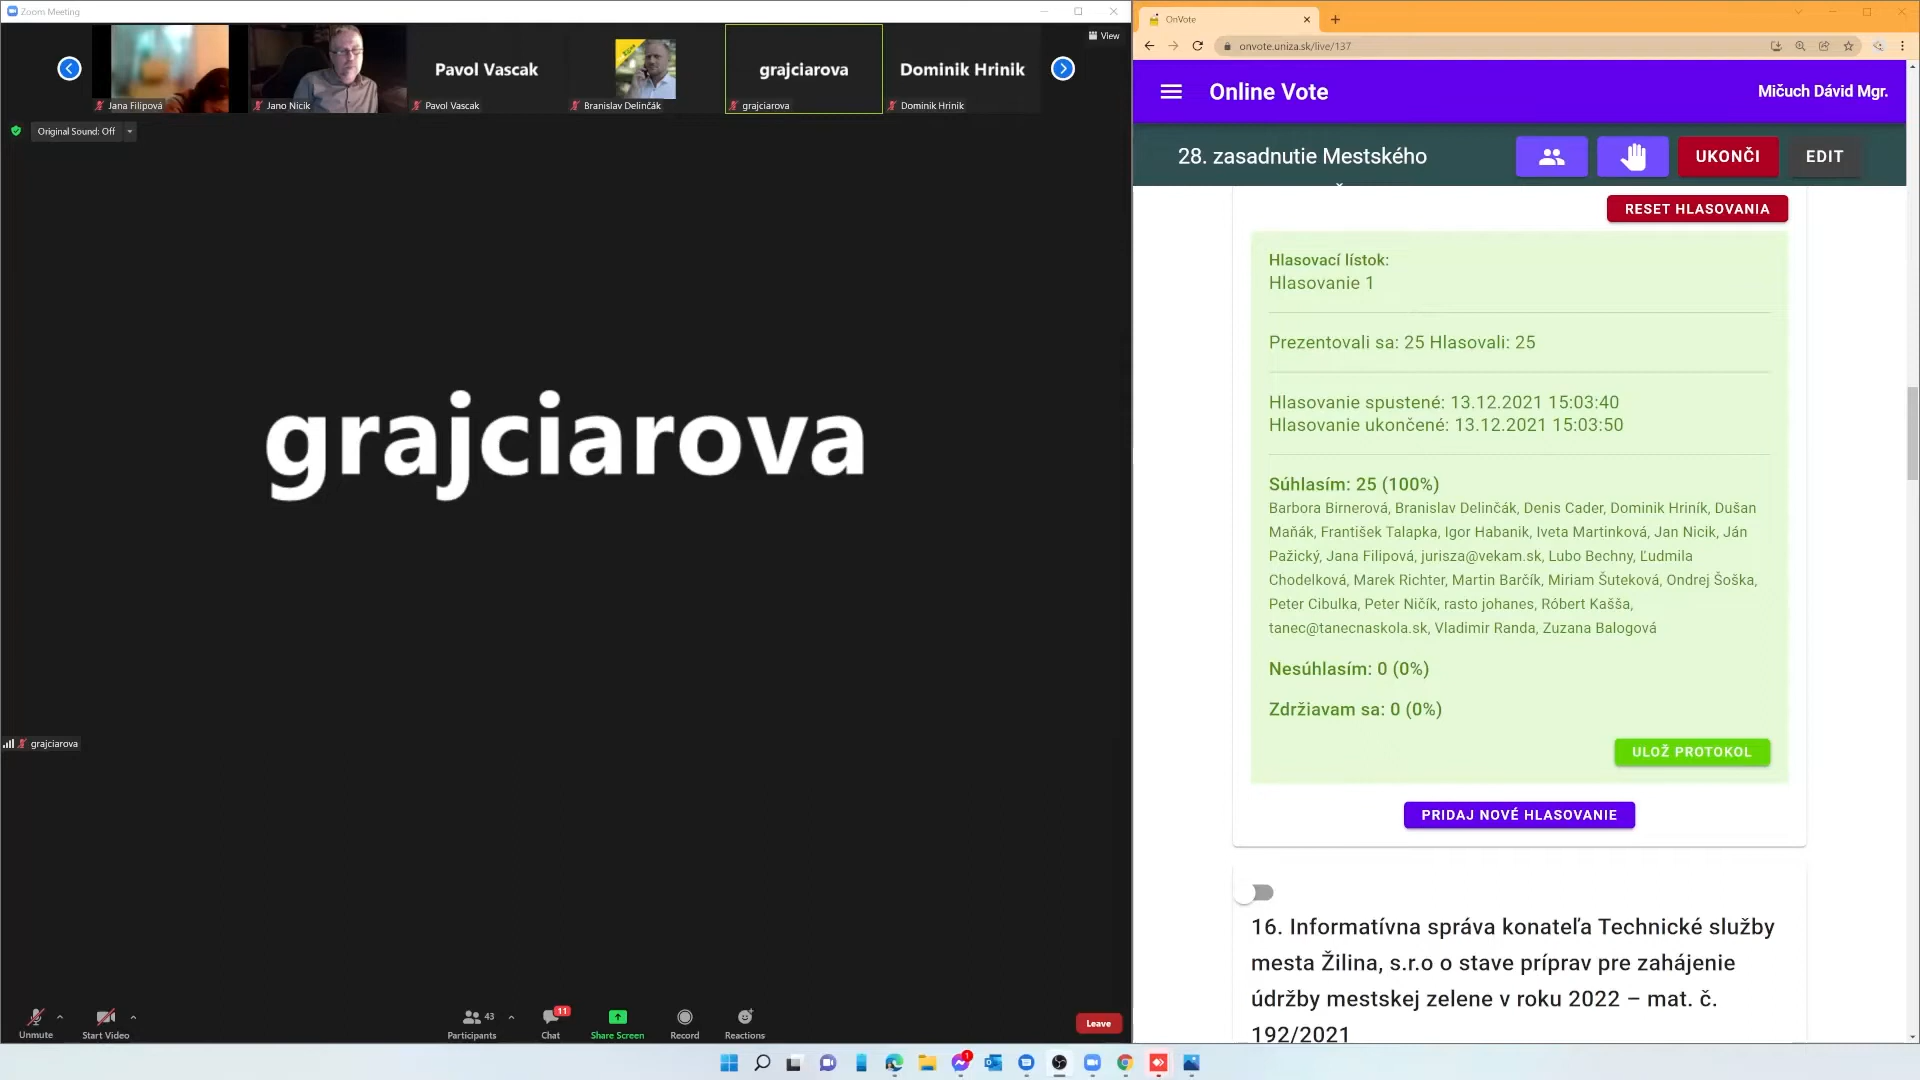 Zoom Meeting
View
Pavol Vascak
grajciarova
Dominik Hrinik
Jana Filipová
Jano Nicik
Pavol Vascak
Branislav Delinčák
grajciarova
Dominik Hrinik
Original Sound: Off
grajciarova
grajciarova
Unmute
Start Video
43
Participants
11
Chat
Share Screen
Record
Reactions
Leave
OnVote
onvote.uniza.sk/live/137
Online Vote
Mičuch Dávid Mgr.
28. zasadnutie Mestského
UKONČI
EDIT
RESET HLASOVANIA
Hlasovací lístok:
Hlasovanie 1
Prezentovali sa: 25 Hlasovali: 25
Hlasovanie spustené: 13.12.2021 15:03:40
Hlasovanie ukončené: 13.12.2021 15:03:50
Súhlasím: 25 (100%)
Barbora Birnerová, Branislav Delinčák, Denis Cader, Dominik Hriník, Dušan
Maňák, František Talapka, Igor Habanik, Iveta Martinková, Jan Nicik, Ján
Pažický, Jana Filipová, jurisza@vekam.sk, Lubo Bechny, Ľudmila
Chodelková, Marek Richter, Martin Barčík, Miriam Šuteková, Ondrej Šoška,
Peter Cibulka, Peter Ničík, rasto johanes, Róbert Kašša,
tanec@tanecnaskola.sk, Vladimir Randa, Zuzana Balogová
Nesúhlasím: 0 (0%)
Zdržiavam sa: 0 (0%)
ULOŽ PROTOKOL
PRIDAJ NOVÉ HLASOVANIE
16. Informatívna správa konateľa Technické služby
mesta Žilina, s.r.o o stave príprav pre zahájenie
údržby mestskej zelene v roku 2022 – mat. č.
192/2021
1